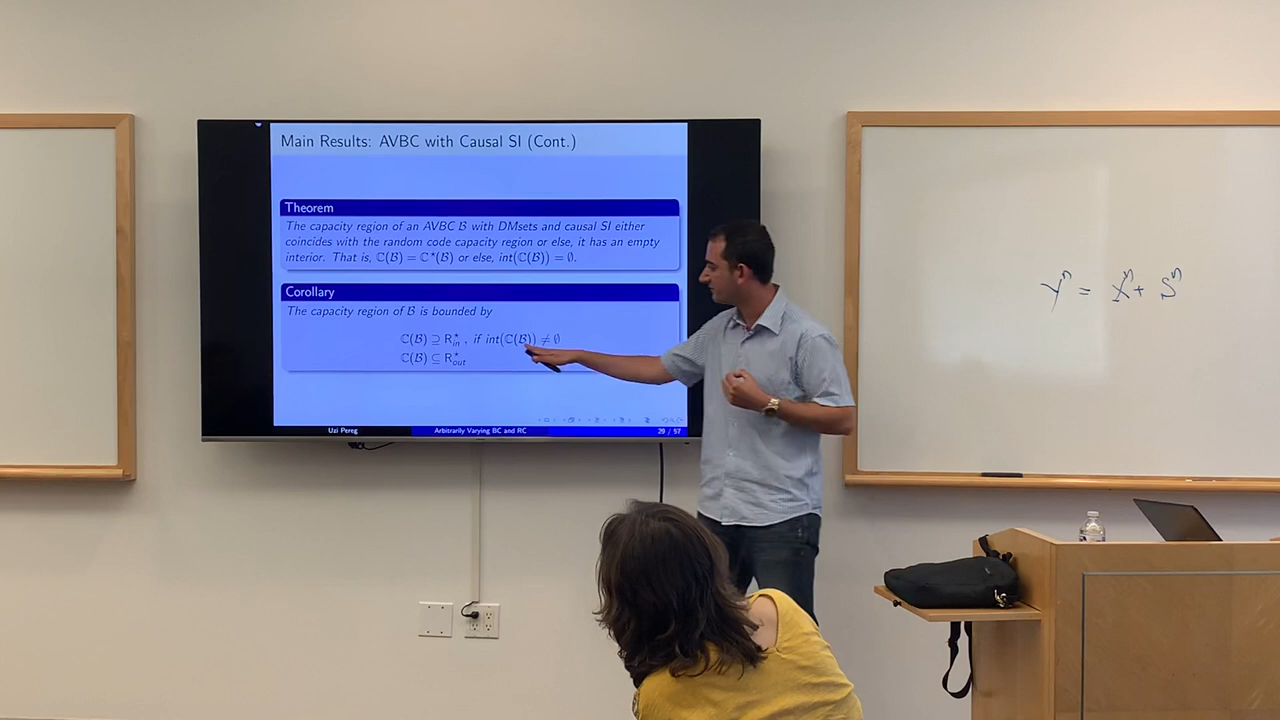 Main Results: AVBC with Causal SI (Cont.)
Theorem
The capacity region of an AVBC ℬ with DMsets and causal SI either
coincides with the random code capacity region or else, it has an empty
interior. That is, ℂ(ℬ) = ℂ*(ℬ) or else, int(ℂ(ℬ)) = ∅.
Corollary
The capacity region of ℬ is bounded by
ℂ(ℬ) ⊇ R*in , if int(ℂ(ℬ)) ≠ ∅
ℂ(ℬ) ⊆ R*out
Uzi Pereg Arbitrarily Varying BC and RC 29 / 57
Yⁿ = Xⁿ + Sⁿ